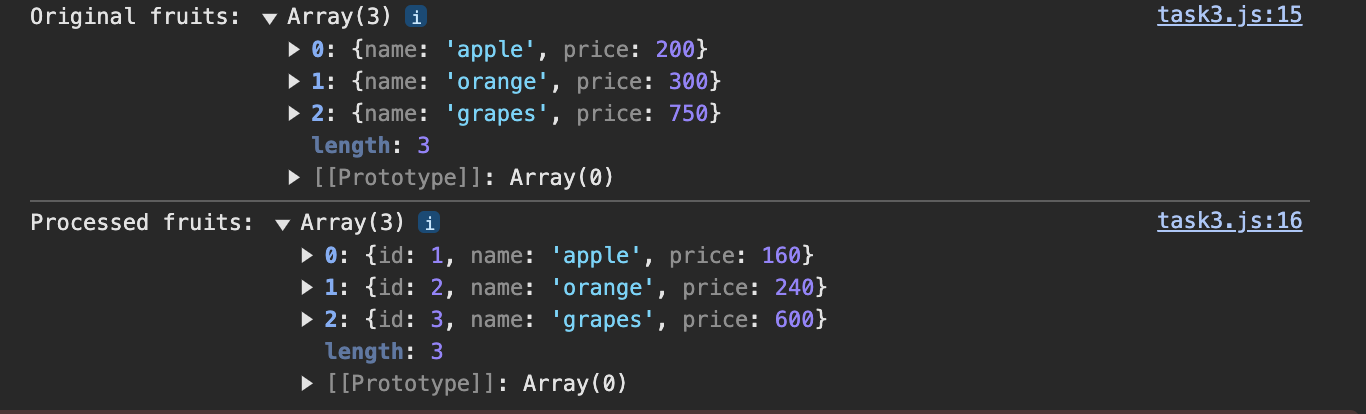 Original fruits: ▼ Array(3) i task3.js:15
▶ 0: {name: 'apple', price: 200}
▶ 1: {name: 'orange', price: 300}
▶ 2: {name: 'grapes', price: 750}
length: 3
▶ [[Prototype]]: Array(0)
Processed fruits: ▼ Array(3) i task3.js:16
▶ 0: {id: 1, name: 'apple', price: 160}
▶ 1: {id: 2, name: 'orange', price: 240}
▶ 2: {id: 3, name: 'grapes', price: 600}
length: 3
▶ [[Prototype]]: Array(0)